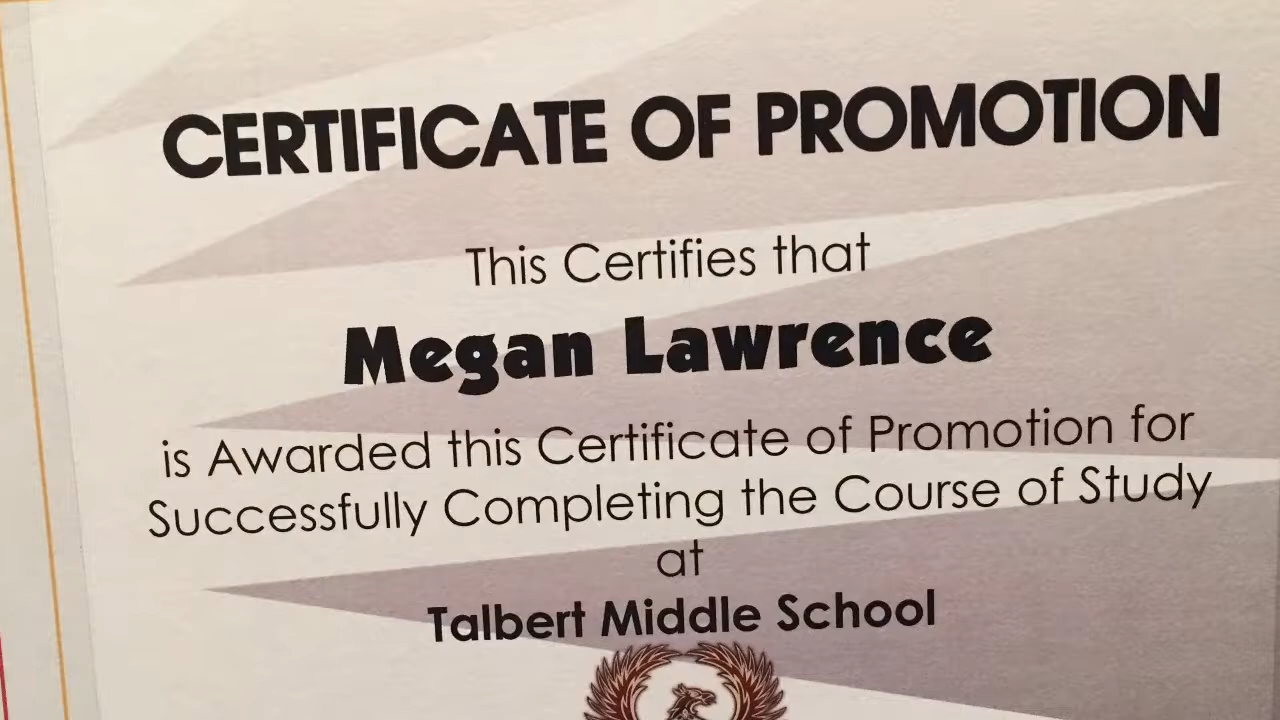 CERTIFICATE OF PROMOTION
This Certifies that
Megan Lawrence
is Awarded this Certificate of Promotion for
Successfully Completing the Course of Study
at
Talbert Middle School